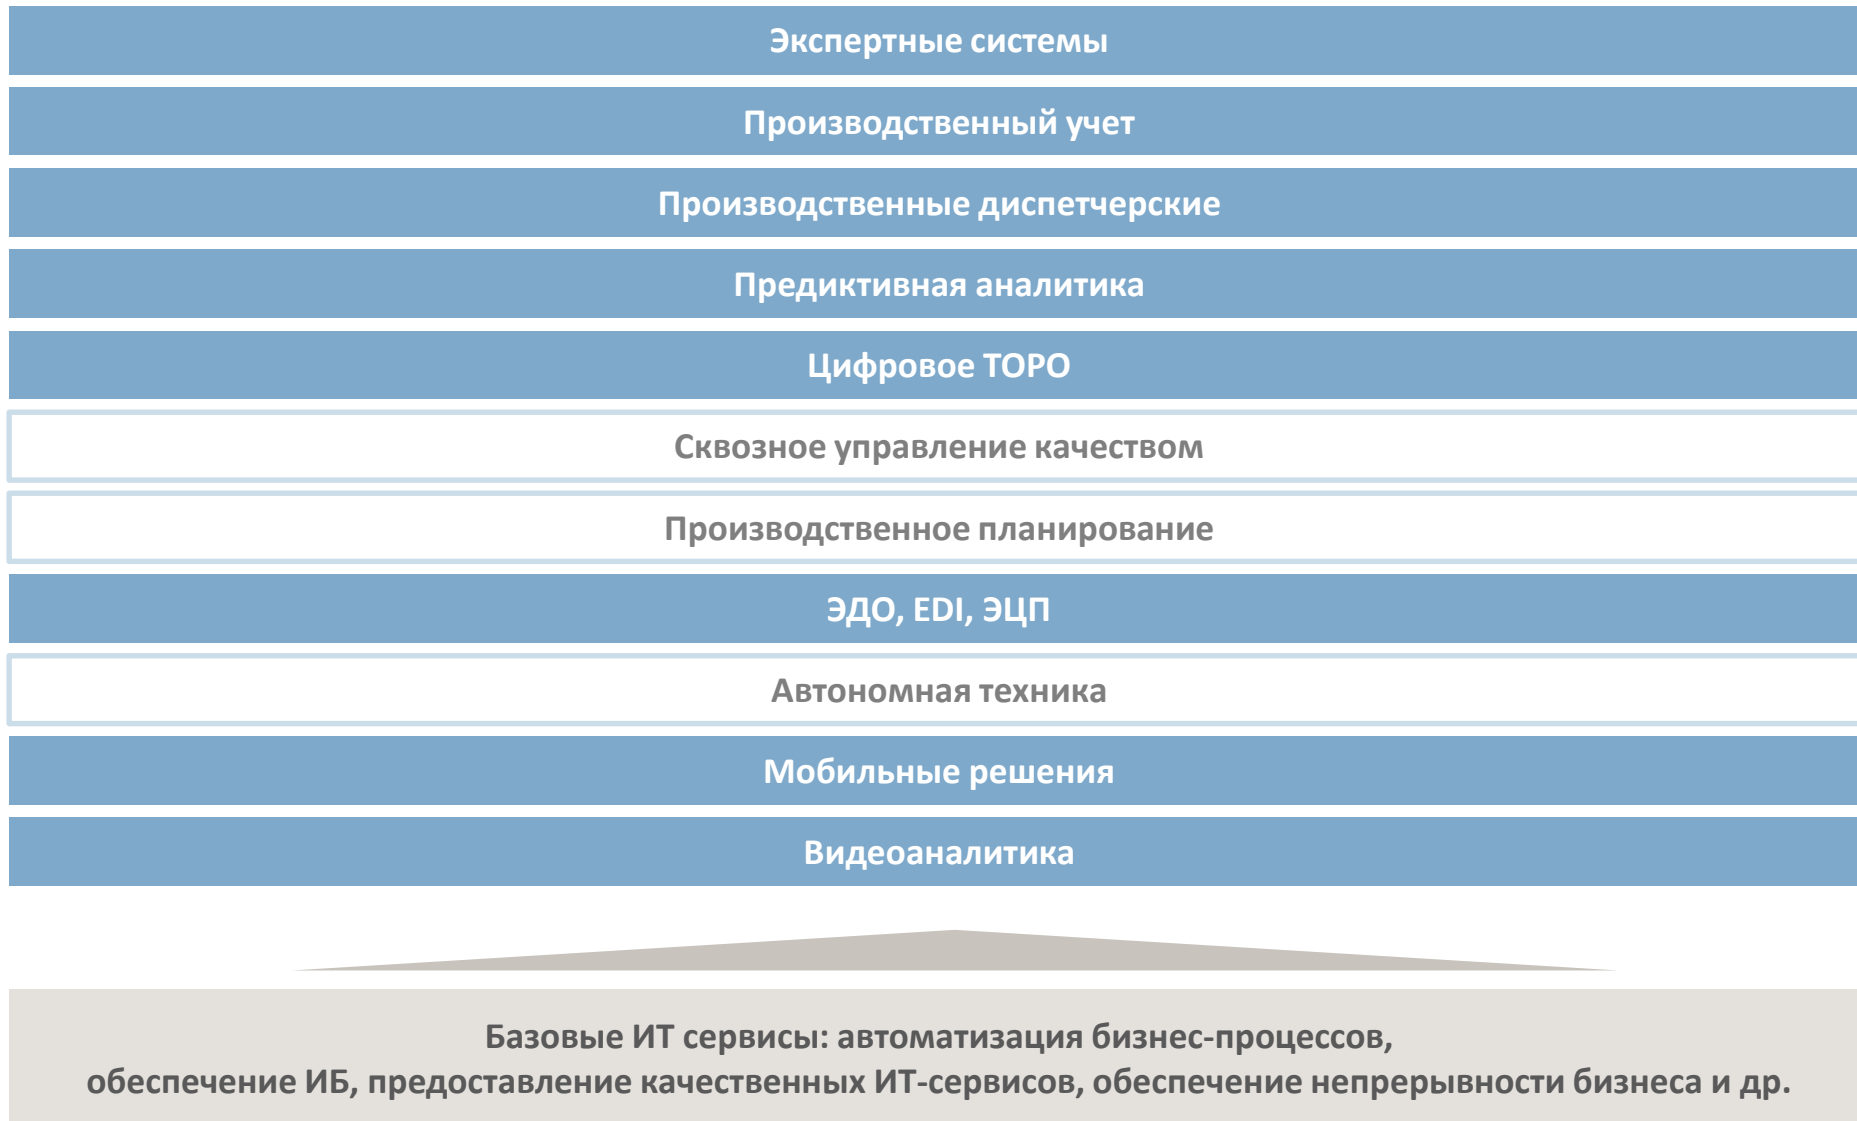 Экспертные системы
Производственный учет
Производственные диспетчерские
Предиктивная аналитика
Цифровое ТОРО
Сквозное управление качеством
Производственное планирование
ЭДО, EDI, ЭЦП
Автономная техника
Мобильные решения
Видеоаналитика
Базовые ИТ сервисы: автоматизация бизнес-процессов,
обеспечение ИБ, предоставление качественных ИТ-сервисов, обеспечение непрерывности бизнеса и др.